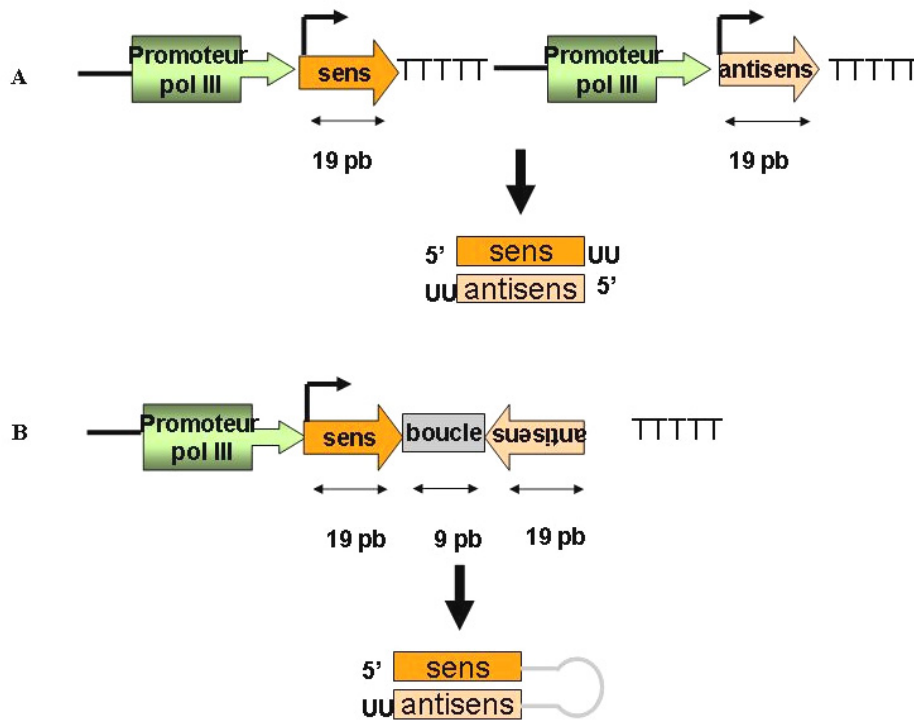 A
Promoteur
pol III
sens
TTTTT
Promoteur
pol III
antisens
TTTTT
19 pb
19 pb
5’ sens UU
UU antisens 5’
B
Promoteur
pol III
sens
boucle
antisens
TTTTT
19 pb
9 pb
19 pb
5’ sens
UU antisens